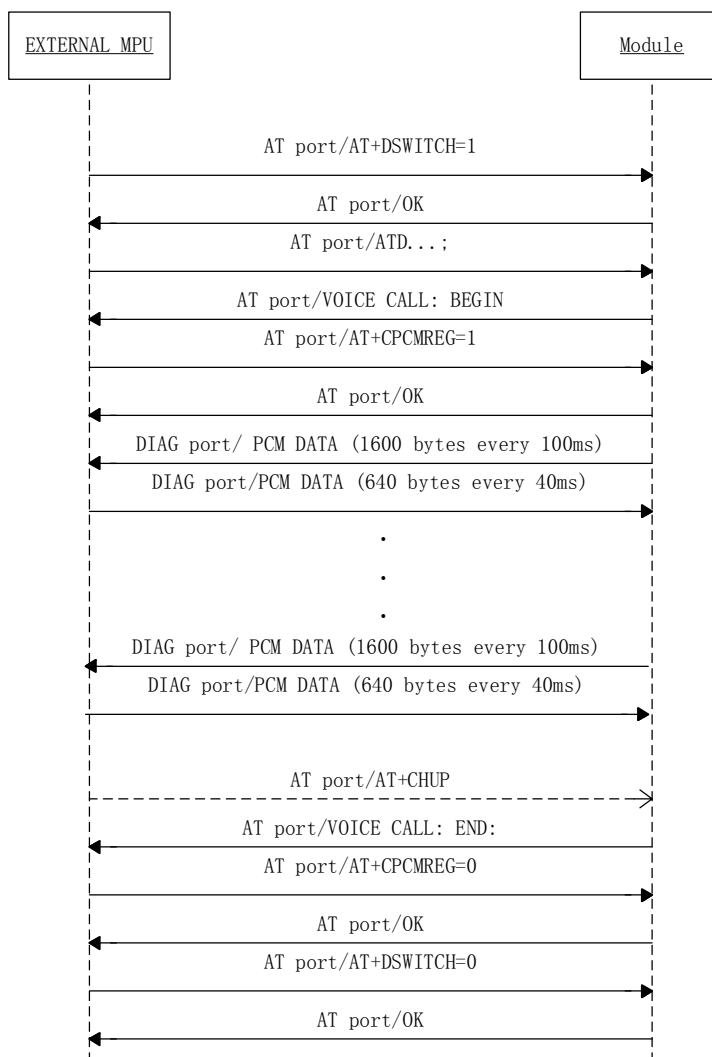 EXTERNAL MPU
Module
AT port/AT+DSWITCH=1
AT port/OK
AT port/ATD...;
AT port/VOICE CALL: BEGIN
AT port/AT+CPCMREG=1
AT port/OK
DIAG port/ PCM DATA (1600 bytes every 100ms)
DIAG port/PCM DATA (640 bytes every 40ms)
.
.
.
DIAG port/ PCM DATA (1600 bytes every 100ms)
DIAG port/PCM DATA (640 bytes every 40ms)
AT port/AT+CHUP
AT port/VOICE CALL: END:
AT port/AT+CPCMREG=0
AT port/OK
AT port/AT+DSWITCH=0
AT port/OK